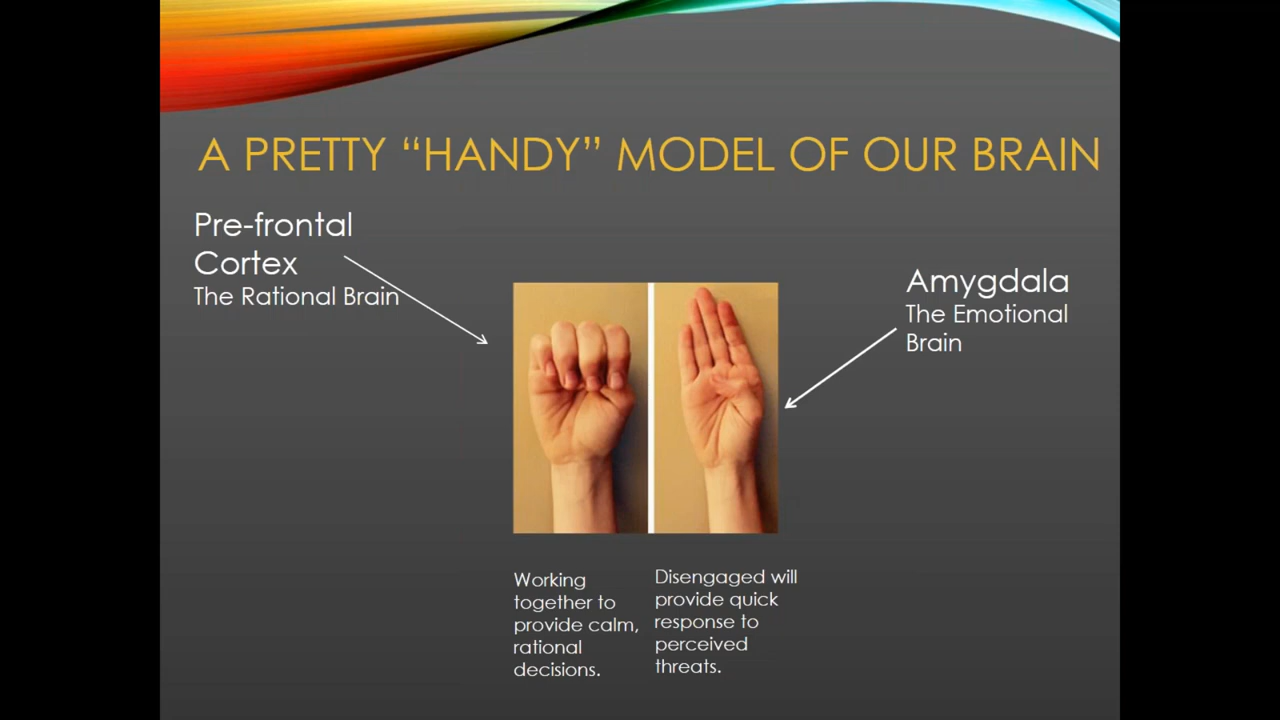 A PRETTY “HANDY” MODEL OF OUR BRAIN
Pre-frontal
Cortex
The Rational Brain
Amygdala
The Emotional
Brain
Working
together to
provide calm,
rational
decisions.
Disengaged will
provide quick
response to
perceived
threats.